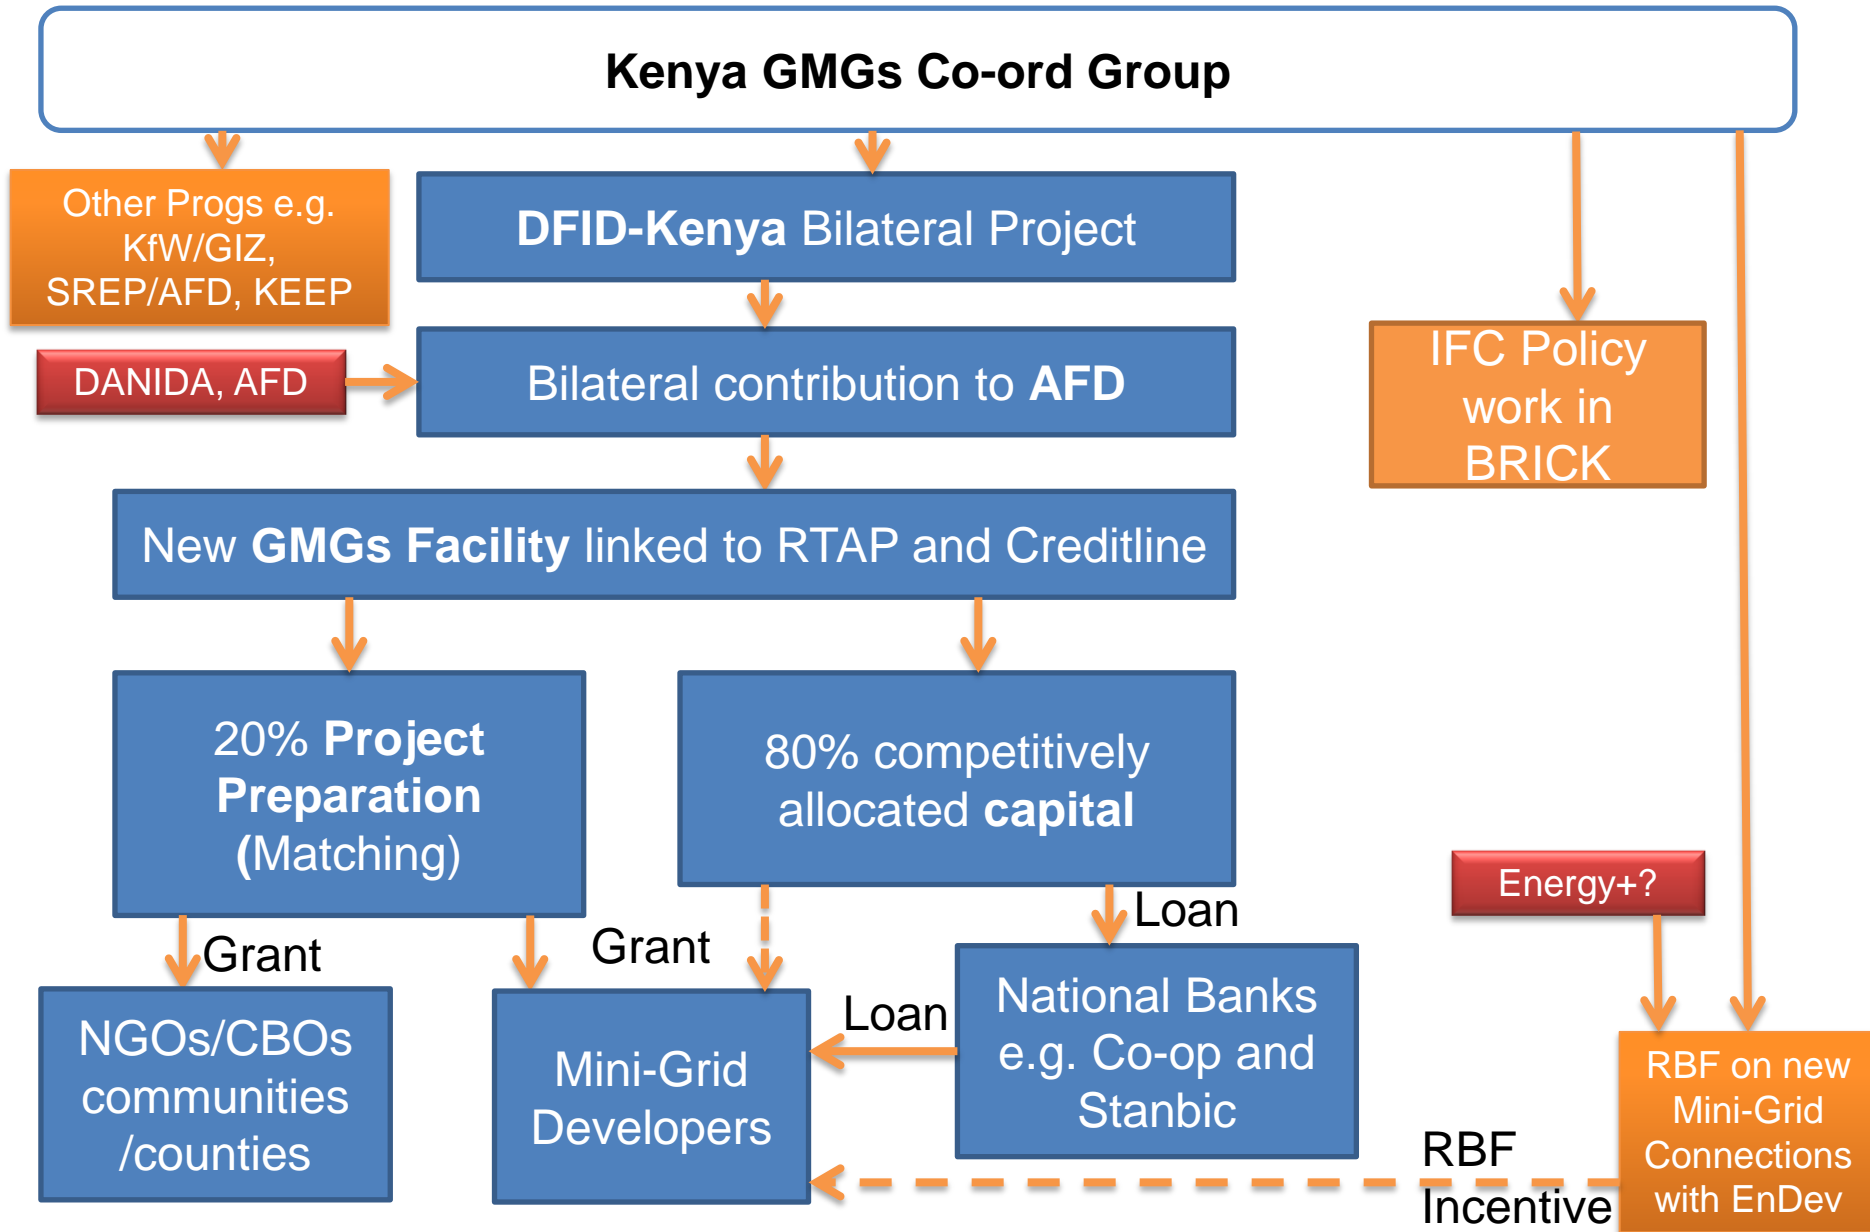 Kenya GMGs Co-ord Group
Other Progs e.g.
KfW/GIZ,
SREP/AFD, KEEP
DFID-Kenya Bilateral Project
DANIDA, AFD
Bilateral contribution to AFD
IFC Policy
work in
BRICK
New GMGs Facility linked to RTAP and Creditline
20% Project
Preparation
(Matching)
80% competitively
allocated capital
Energy+?
Grant
Grant
Loan
NGOs/CBOs
communities
/counties
Mini-Grid
Developers
Loan
National Banks
e.g. Co-op and
Stanbic
RBF
Incentive
RBF on new
Mini-Grid
Connections
with EnDev